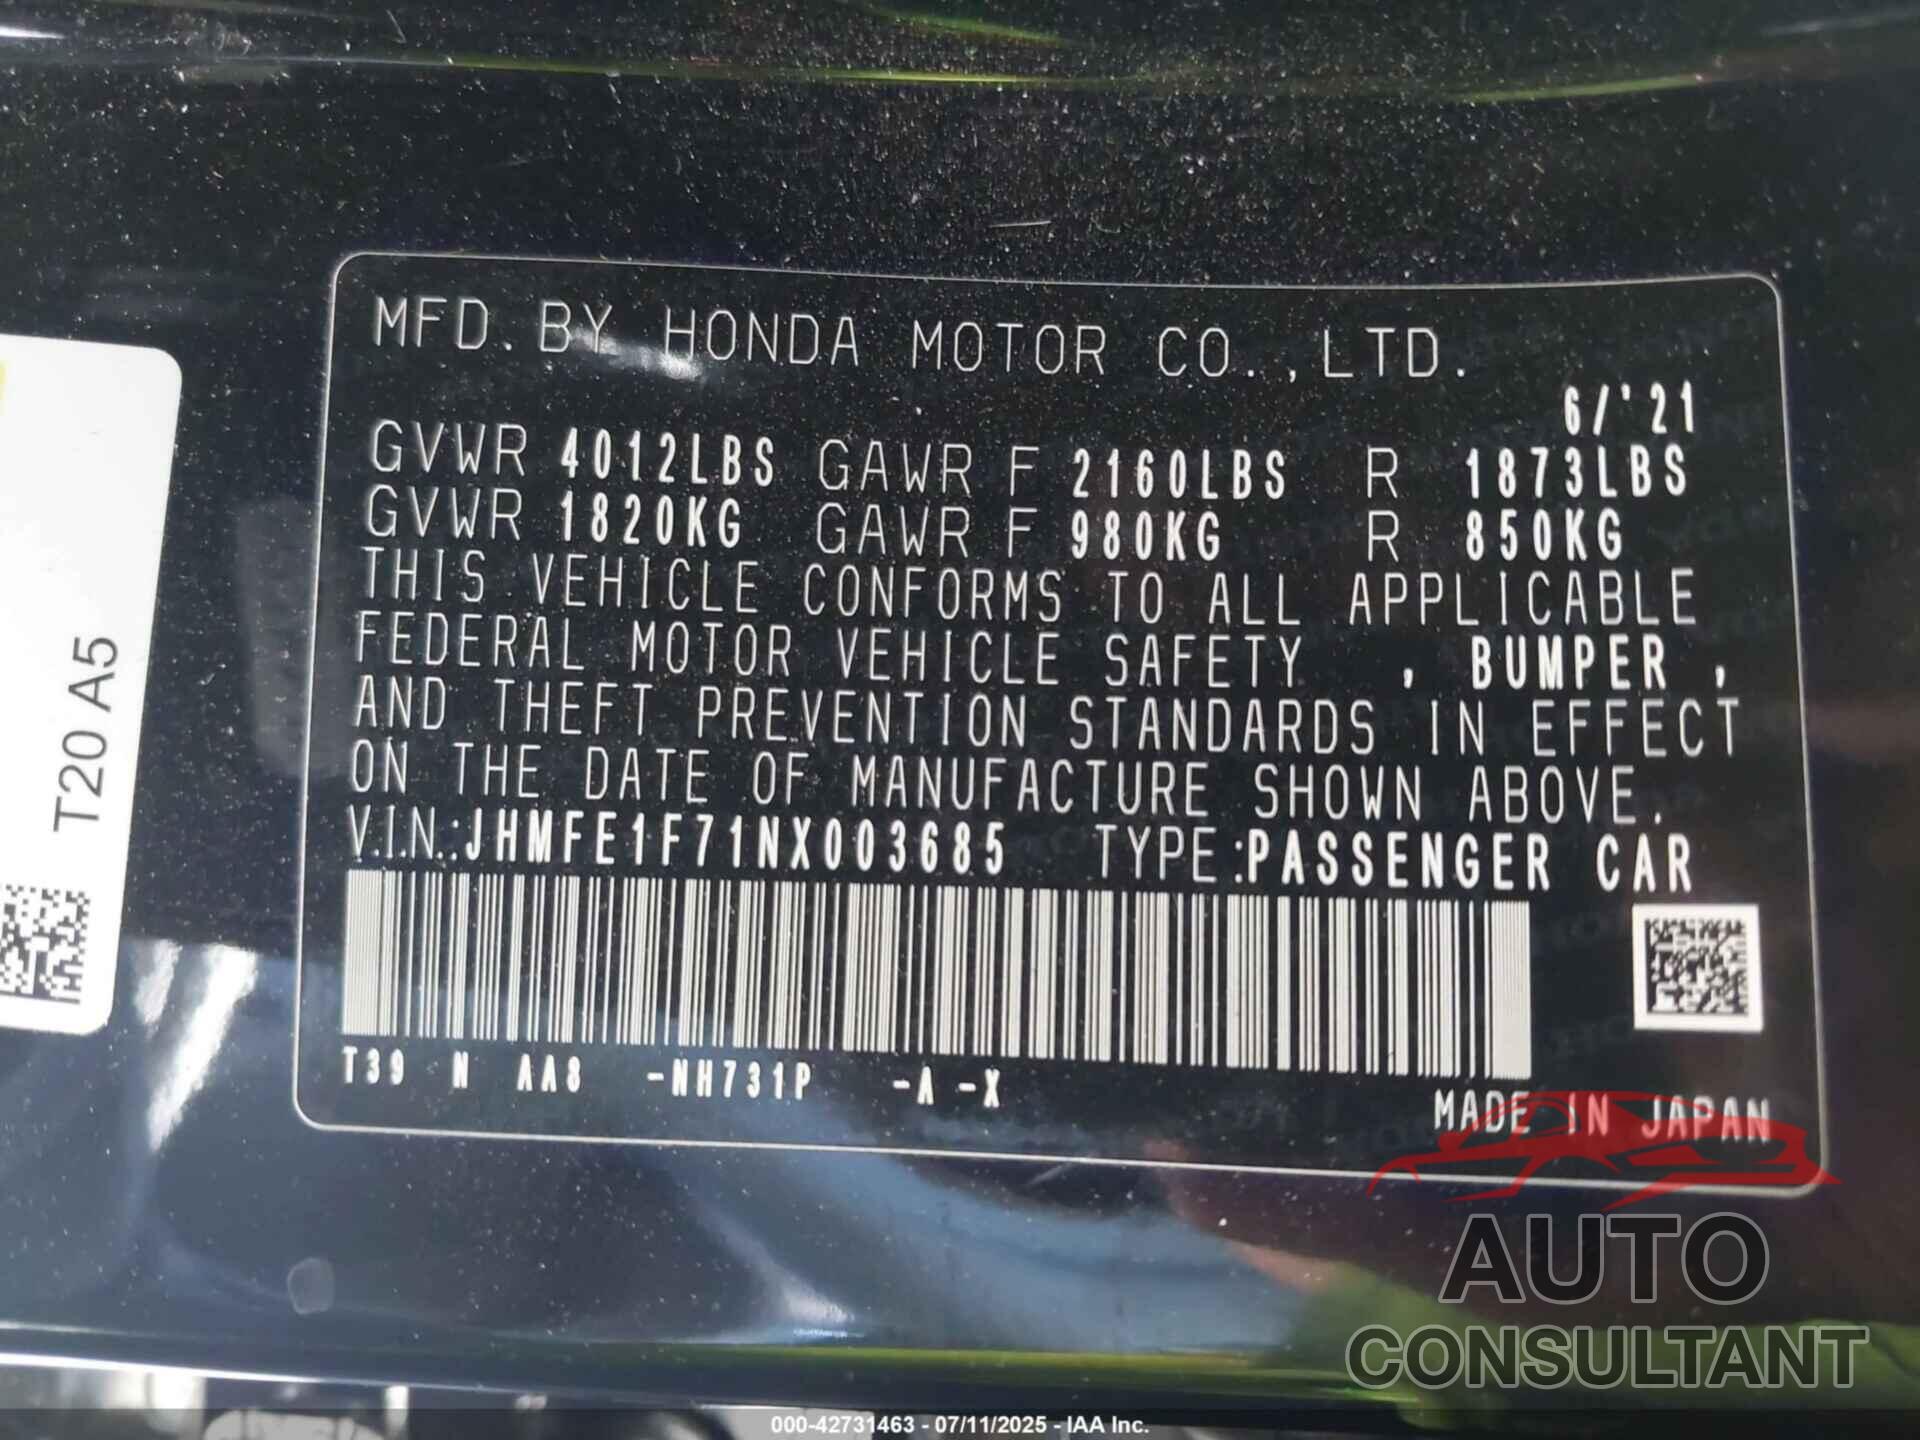 MFD. BY HONDA MOTOR CO.,LTD.
6/'21
GVWR 4012LBS GAWR F 2160LBS R 1873LBS
GVWR 1820KG GAWR F 980KG R 850KG
THIS VEHICLE CONFORMS TO ALL APPLICABLE
FEDERAL MOTOR VEHICLE SAFETY , BUMPER ,
AND THEFT PREVENTION STANDARDS IN EFFECT
ON THE DATE OF MANUFACTURE SHOWN ABOVE.
V.I.N.:JHMFE1F71NX003685 TYPE:PASSENGER CAR
T39 N AA8 -NH731P -A -X
MADE IN JAPAN
T20 A5
AUTO
CONSULTANT
000-42731463 - 07/11/2025 - IAA Inc.